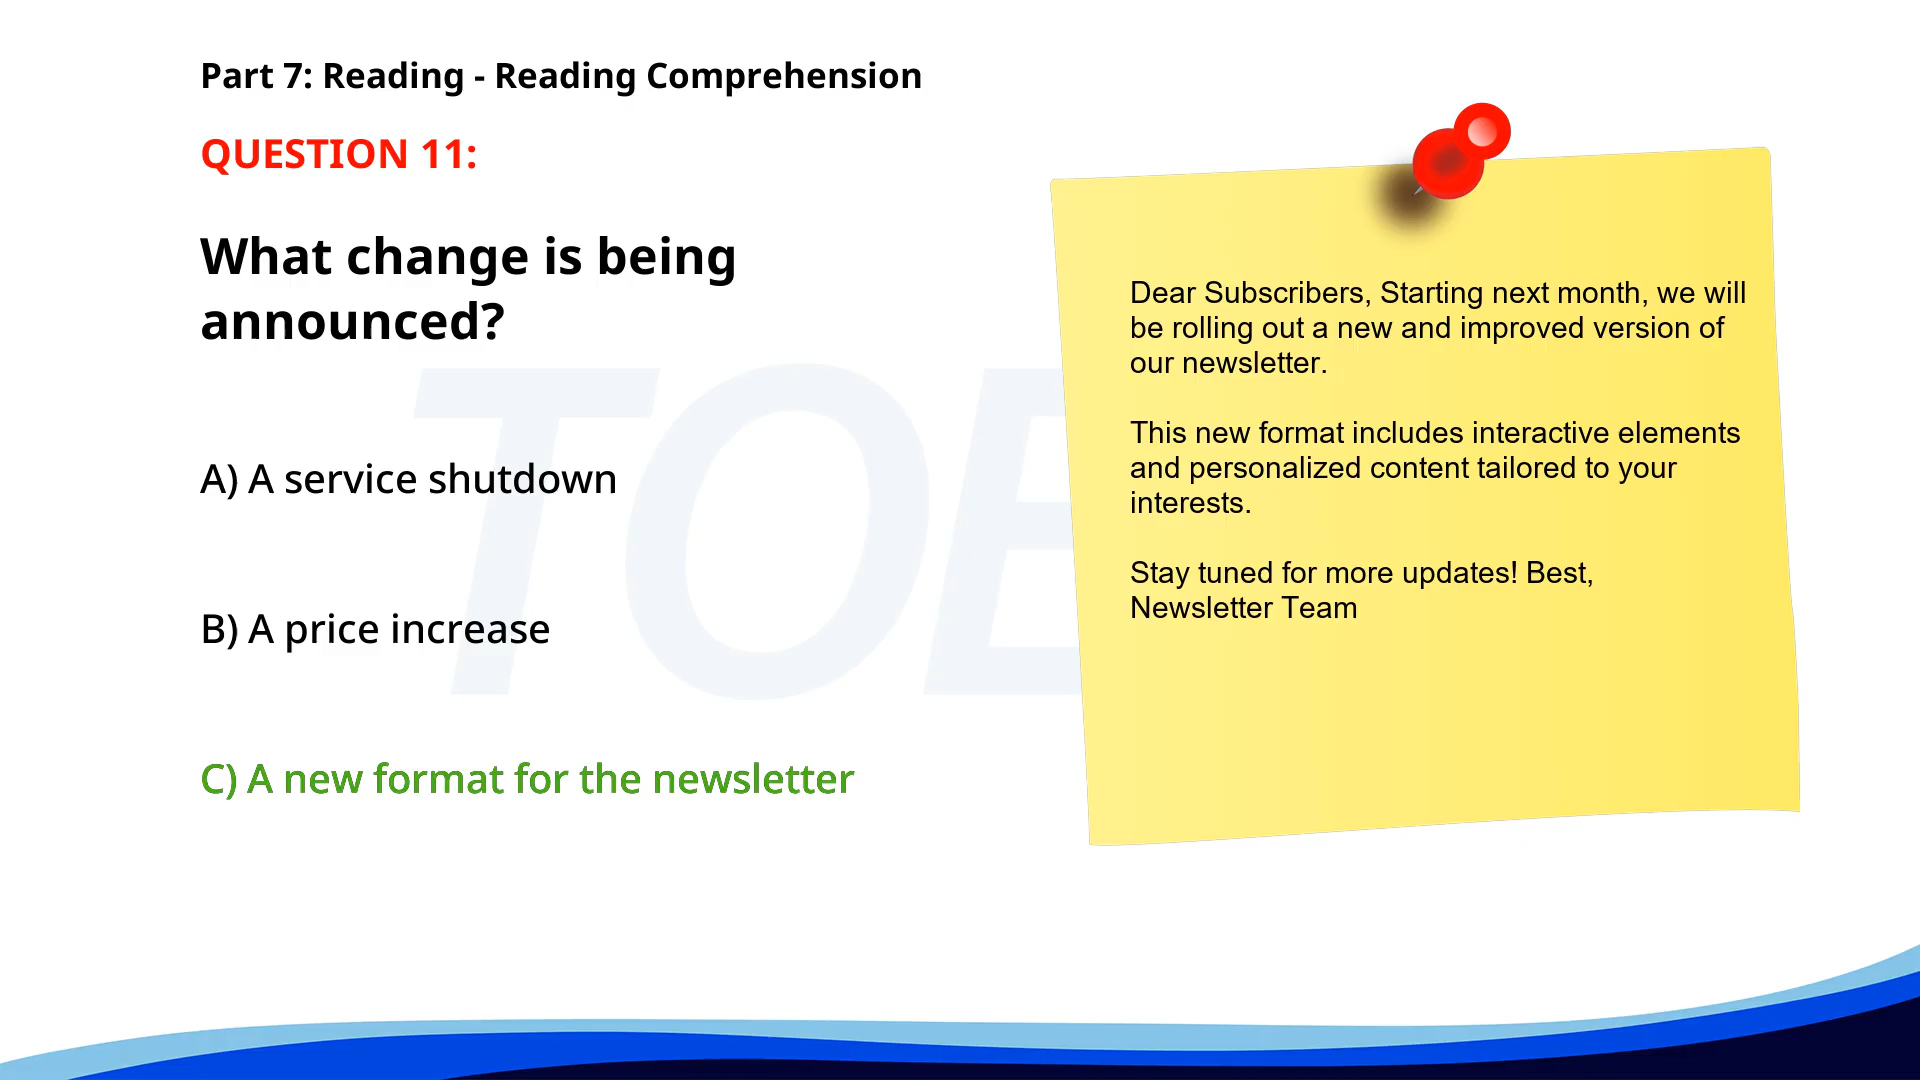 Part 7: Reading - Reading Comprehension
QUESTION 11:
What change is being
announced?
A) A service shutdown
B) A price increase
C) A new format for the newsletter
Dear Subscribers, Starting next month, we will
be rolling out a new and improved version of
our newsletter.
This new format includes interactive elements
and personalized content tailored to your
interests.
Stay tuned for more updates! Best,
Newsletter Team